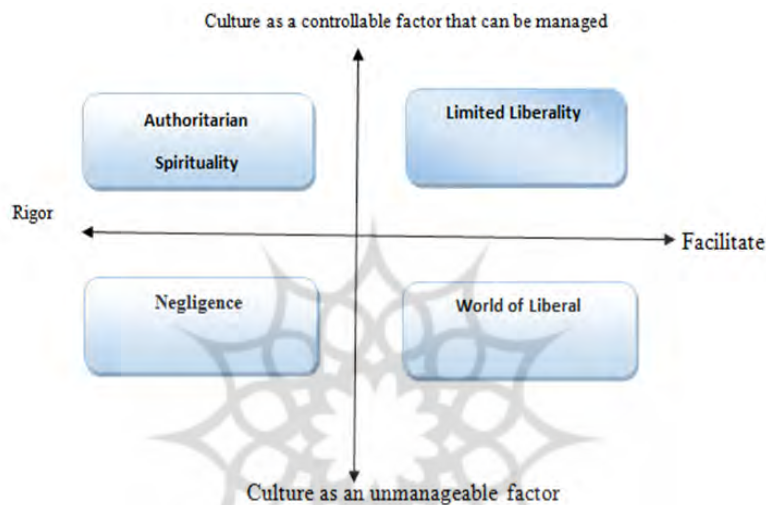 Culture as a controllable factor that can be managed
Authoritarian
Spirituality
Limited Liberality
Rigor
Facilitate
Negligence
World of Liberal
Culture as an unmanageable factor